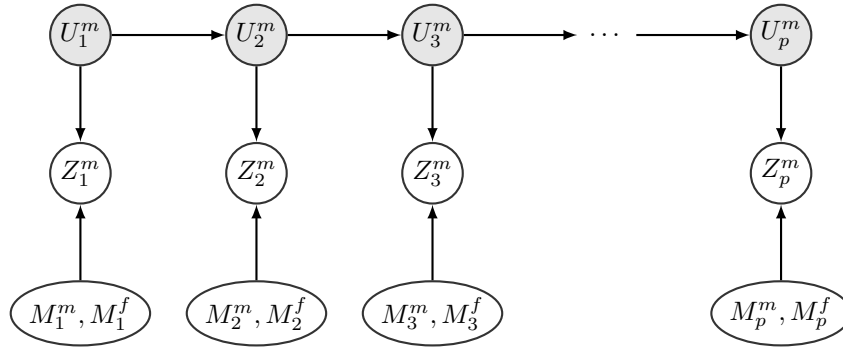 U_1^m U_2^m U_3^m ··· U_p^m
Z_1^m Z_2^m Z_3^m Z_p^m
M_1^m, M_1^f M_2^m, M_2^f M_3^m, M_3^f M_p^m, M_p^f